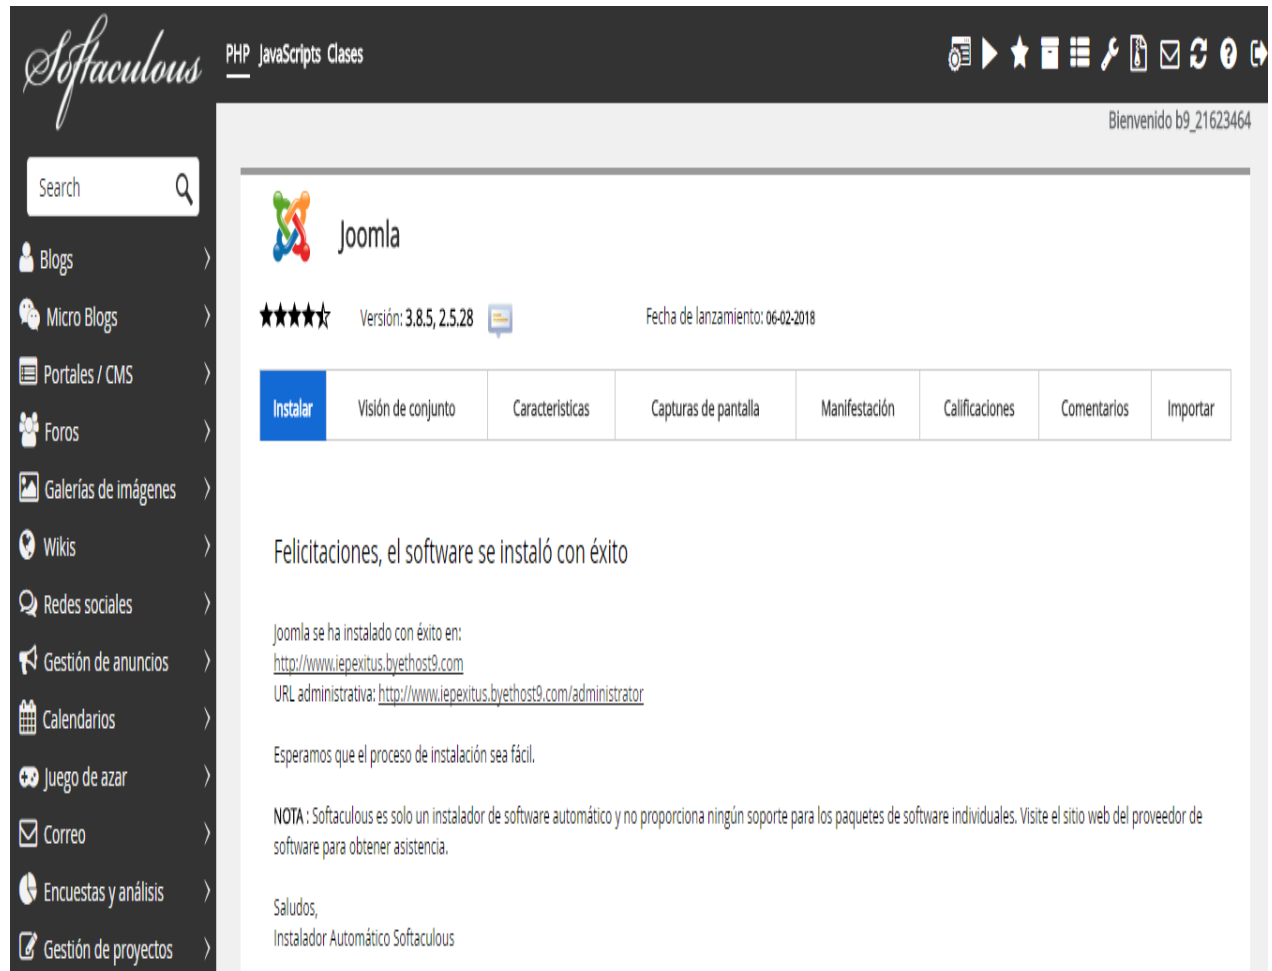 Softaculous
PHP JavaScripts Clases
Bienvenido b9_21623464
Search
Blogs
Micro Blogs
Portales / CMS
Foros
Galerías de imágenes
Wikis
Redes sociales
Gestión de anuncios
Calendarios
Juego de azar
Correo
Encuestas y análisis
Gestión de proyectos
Joomla
Versión: 3.8.5, 2.5.28
Fecha de lanzamiento: 06-02-2018
Instalar Visión de conjunto Caracteristicas Capturas de pantalla Manifestación Calificaciones Comentarios Importar
Felicitaciones, el software se instaló con éxito
Joomla se ha instalado con éxito en:
http://www.iepexitus.byethost9.com
URL administrativa: http://www.iepexitus.byethost9.com/administrator
Esperamos que el proceso de instalación sea fácil.
NOTA : Softaculous es solo un instalador de software automático y no proporciona ningún soporte para los paquetes de software individuales. Visite el sitio web del proveedor de
software para obtener asistencia.
Saludos,
Instalador Automático Softaculous